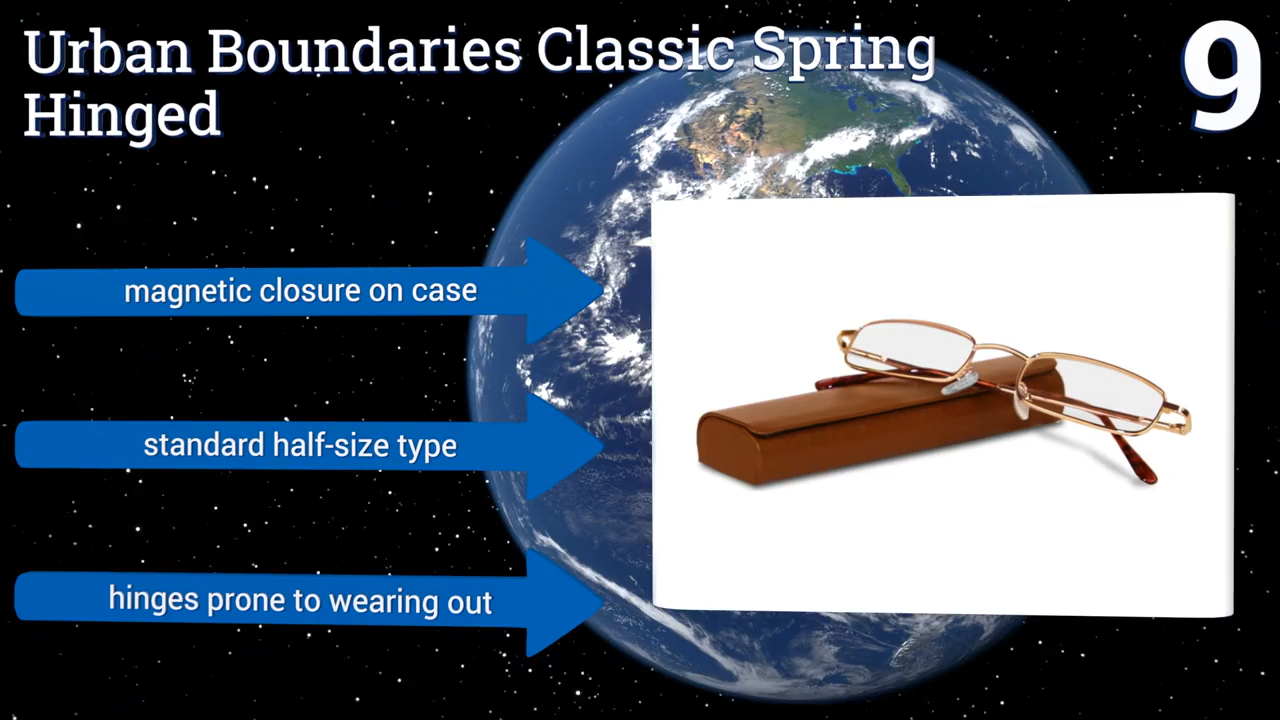 Urban Boundaries Classic Spring
Hinged
9
magnetic closure on case
standard half-size type
hinges prone to wearing out